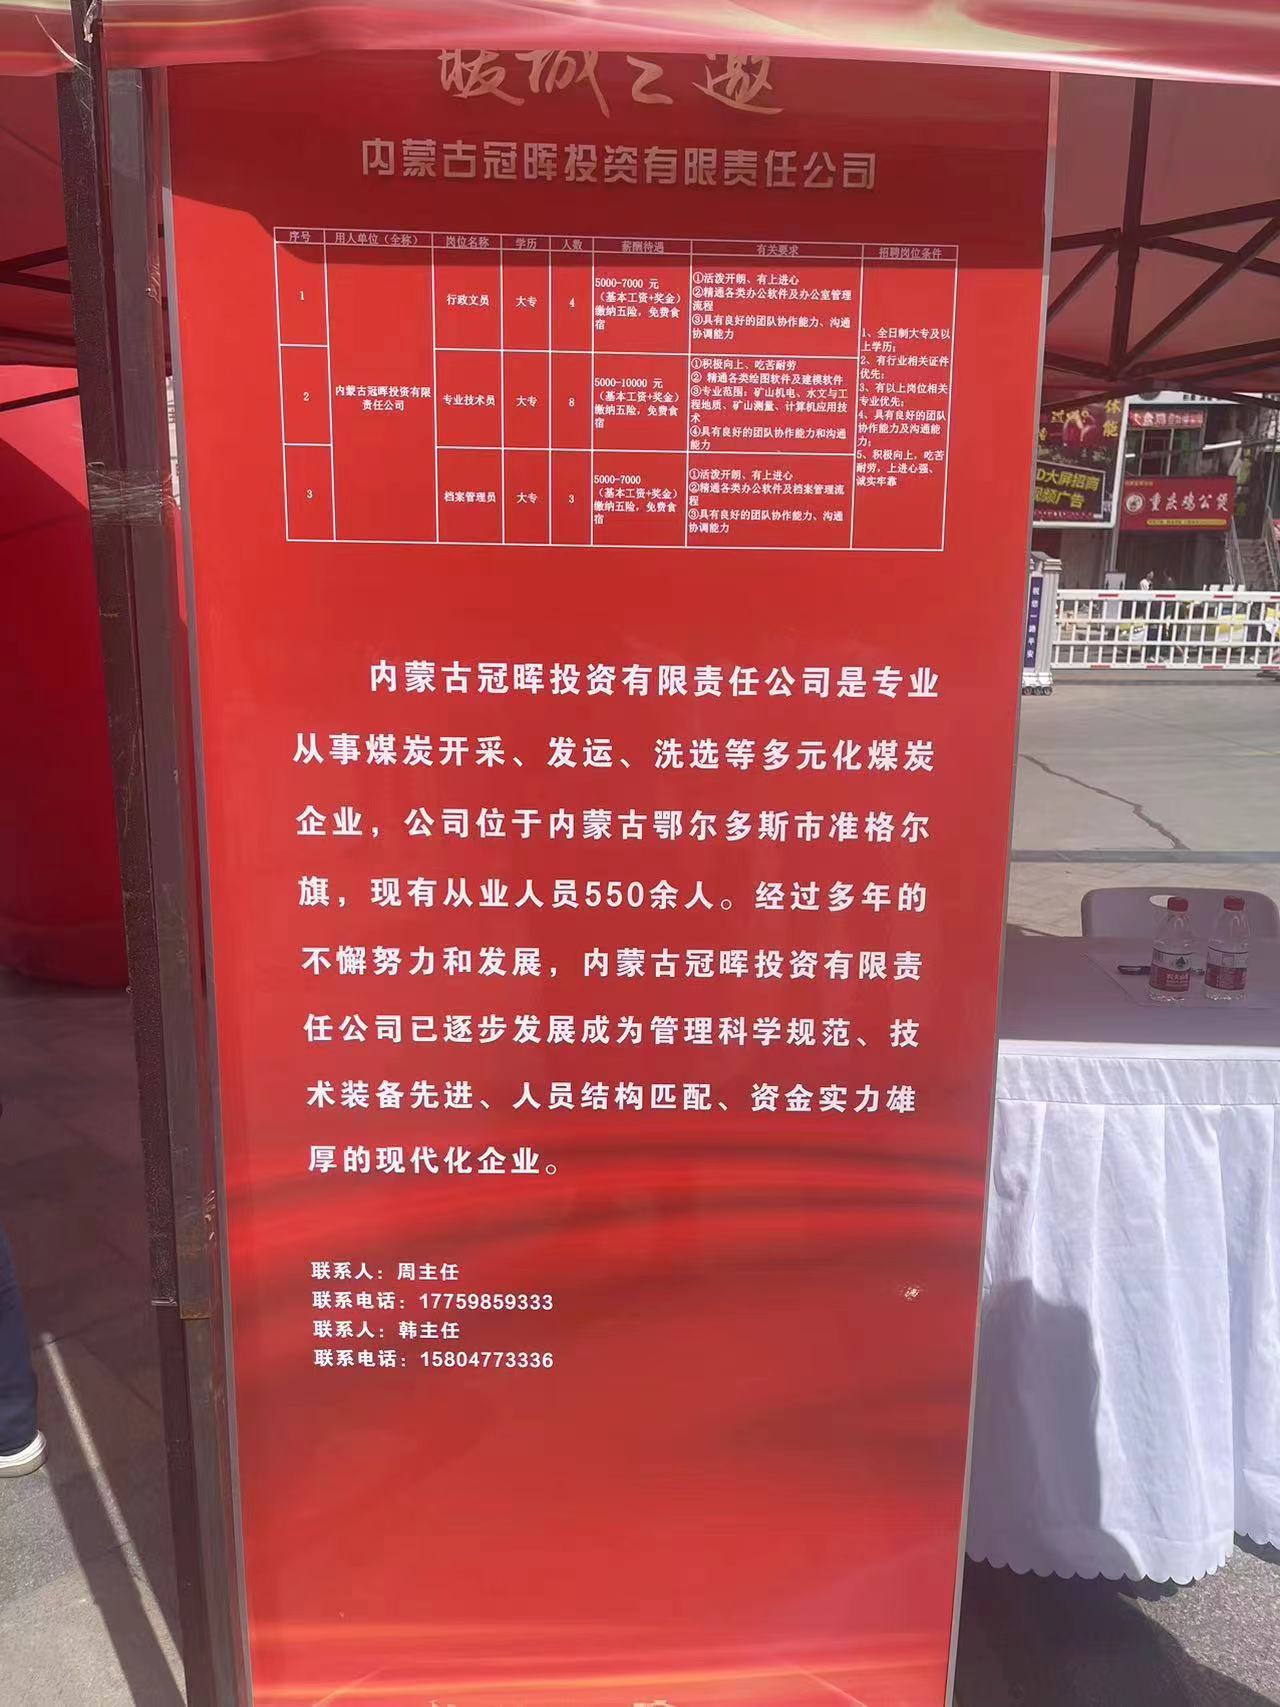 暖城之邀
内蒙古冠晖投资有限责任公司
序号 用人单位（全称） 岗位名称 学历 人数 薪酬待遇 有关要求 招聘岗位条件
1
内蒙古冠晖投资有限
责任公司
行政文员
大专
4
5000-7000 元
（基本工资+奖金）
缴纳五险，免费食
宿
①活泼开朗、有上进心
②精通各类办公软件及办公室管理
流程
③具有良好的团队协作能力、沟通
协调能力
1、全日制大专及以
上学历；
2、有行业相关证件
优先；
3、有以上岗位相关
专业优先；
4、具有良好的团队
协作能力及沟通能
力；
5、积极向上，吃苦
耐劳，上进心强、
诚实牢靠
2
专业技术员
大专
8
5000-10000 元
（基本工资+奖金）
缴纳五险，免费食
宿
①积极向上、吃苦耐劳
② 精通各类绘图软件及建模软件
③专业范围：矿山机电、水文与工
程地质、矿山测量、计算机应用技
术
④具有良好的团队协作能力和沟通
能力
3
档案管理员
大专
3
5000-7000
（基本工资+奖金）
缴纳五险，免费食
宿
①活泼开朗、有上进心
②精通各类办公软件及档案管理流
程
③具有良好的团队协作能力、沟通
协调能力
内蒙古冠晖投资有限责任公司是专业
从事煤炭开采、发运、洗选等多元化煤炭
企业，公司位于内蒙古鄂尔多斯市准格尔
旗，现有从业人员550余人。经过多年的
不懈努力和发展，内蒙古冠晖投资有限责
任公司已逐步发展成为管理科学规范、技
术装备先进、人员结构匹配、资金实力雄
厚的现代化企业。
联系人：周主任
联系电话：17759859333
联系人：韩主任
联系电话：15804773336
D大屏招商
视频广告
重庆鸡公煲
祝您一路平安